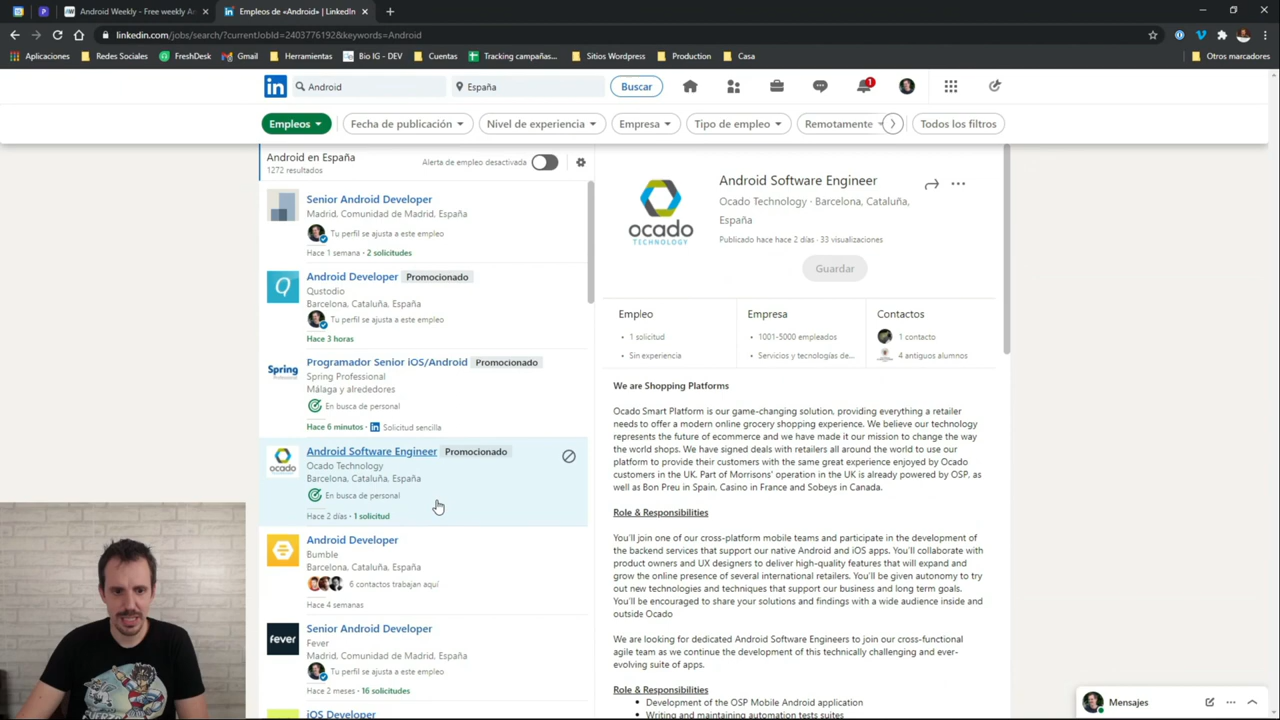 Android Weekly - Free weekly A
Empleos de «Android» | LinkedIn
linkedin.com/jobs/search/?currentJobId=2403776192&keywords=Android
Aplicaciones
Redes Sociales
FreshDesk
Gmail
Herramientas
Bio IG - DEV
Cuentas
Tracking campañas...
Sitios Wordpress
Production
Casa
Otros marcadores
in
Android
España
Buscar
1
Empleos
Fecha de publicación
Nivel de experiencia
Empresa
Tipo de empleo
Remotamente
Todos los filtros
Android en España
1272 resultados
Alerta de empleo desactivada
Senior Android Developer
Madrid, Comunidad de Madrid, España
Tu perfil se ajusta a este empleo
Hace 1 semana · 2 solicitudes
Android Developer Promocionado
Qustodio
Barcelona, Cataluña, España
Tu perfil se ajusta a este empleo
Hace 3 horas
Spring
Professional
Programador Senior iOS/Android Promocionado
Spring Professional
Málaga y alrededores
En busca de personal
Hace 6 minutos · in Solicitud sencilla
ocado
Android Software Engineer Promocionado
Ocado Technology
Barcelona, Cataluña, España
En busca de personal
Hace 2 días · 1 solicitud
Android Developer
Bumble
Barcelona, Cataluña, España
6 contactos trabajan aquí
Hace 4 semanas
fever
Senior Android Developer
Fever
Madrid, Comunidad de Madrid, España
Tu perfil se ajusta a este empleo
Hace 2 meses · 16 solicitudes
iOS Developer
ocado
TECHNOLOGY
Android Software Engineer
Ocado Technology · Barcelona, Cataluña,
España
Publicado hace hace 2 días · 33 visualizaciones
Guardar
Empleo
1 solicitud
Sin experiencia
Empresa
1001-5000 empleados
Servicios y tecnologías de...
Contactos
1 contacto
4 antiguos alumnos
We are Shopping Platforms
Ocado Smart Platform is our game-changing solution, providing everything a retailer
needs to offer a modern online grocery shopping experience. We believe our technology
represents the future of ecommerce and we have made it our mission to change the way
the world shops. We have signed deals with retailers all around the world to use our
platform to provide their customers with the same great experience enjoyed by Ocado
customers in the UK. Part of Morrisons' operation in the UK is already powered by OSP, as
well as Bon Preu in Spain, Casino in France and Sobeys in Canada.
Role & Responsibilities
You'll join one of our cross-platform mobile teams and participate in the development of
the backend services that support our native Android and iOS apps. You'll collaborate with
product owners and UX designers to deliver high-quality features that will expand and
grow the online presence of several international retailers. You'll be given autonomy to try
out new technologies and techniques that support our business and long term goals.
You'll be encouraged to share your solutions and findings with a wide audience inside and
outside Ocado
We are looking for dedicated Android Software Engineers to join our cross-functional
agile team as we continue the development of this technically challenging and ever-
evolving suite of apps.
Role & Responsibilities
Development of the OSP Mobile Android application
Writing and maintaining automation tests suites
Mensajes